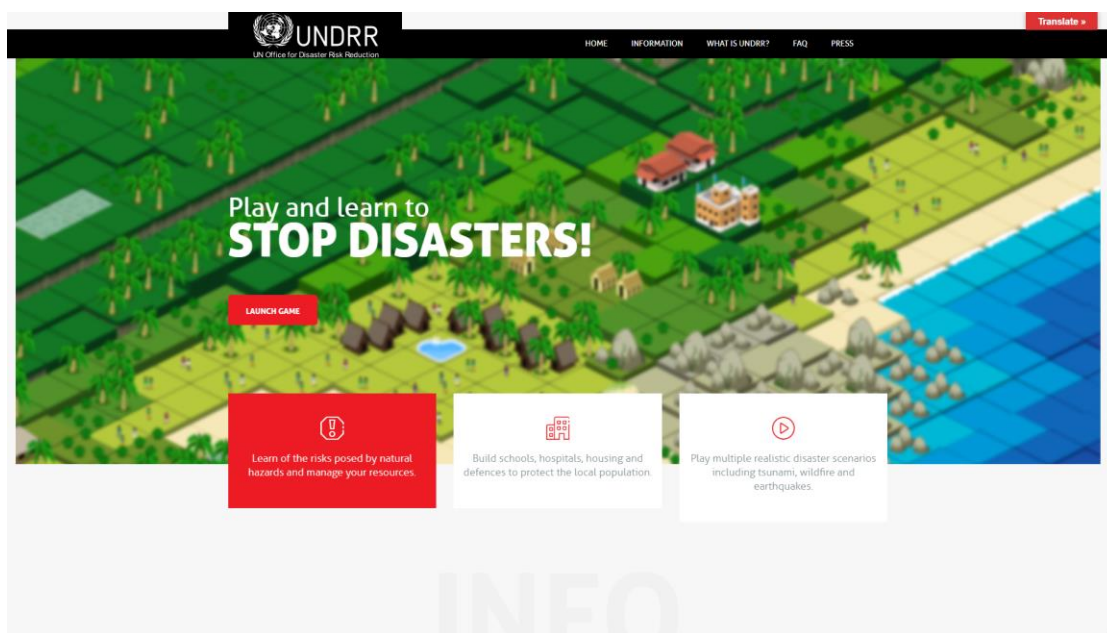 Translate »
UNDRR
UN Office for Disaster Risk Reduction
HOME INFORMATION WHAT IS UNDRR? FAQ PRESS
Play and learn to
STOP DISASTERS!
LAUNCH GAME
Learn of the risks posed by natural
hazards and manage your resources.
Build schools, hospitals, housing and
defences to protect the local population.
Play multiple realistic disaster scenarios
including tsunami, wildfire and
earthquakes.
INFO